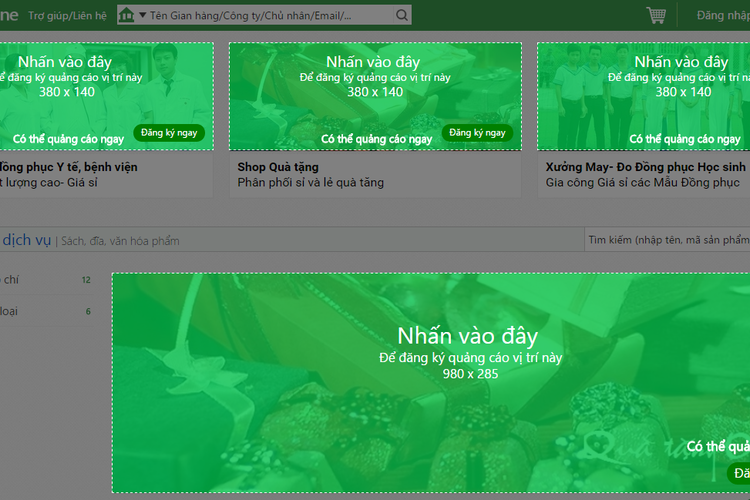 ne Trợ giúp/Liên hệ Tên Gian hàng/Công ty/Chủ nhân/Email/... Đăng nhập
Nhấn vào đây
Để đăng ký quảng cáo vị trí này
380 x 140
Có thể quảng cáo ngay Đăng ký ngay
Nhấn vào đây
Để đăng ký quảng cáo vị trí này
380 x 140
Có thể quảng cáo ngay Đăng ký ngay
Nhấn vào đây
Để đăng ký quảng cáo vị trí
380 x 140
Có thể quảng cáo ngay
đồng phục Y tế, bệnh viện
t lượng cao- Giá sí
Shop Quà tặng
Phân phối sỉ và lẻ quà tặng
Xưởng May- Đo Đồng phục Học sinh
Gia công Giá sỉ các Mẫu Đồng phục
dịch vụ | Sách, đĩa, văn hóa phẩm
Tìm kiếm (nhập tên, mã sản phẩm
chí 12
loại 6
Nhấn vào đây
Để đăng ký quảng cáo vị trí này
980 x 285
Quà tặng
Có thể quả
Đă